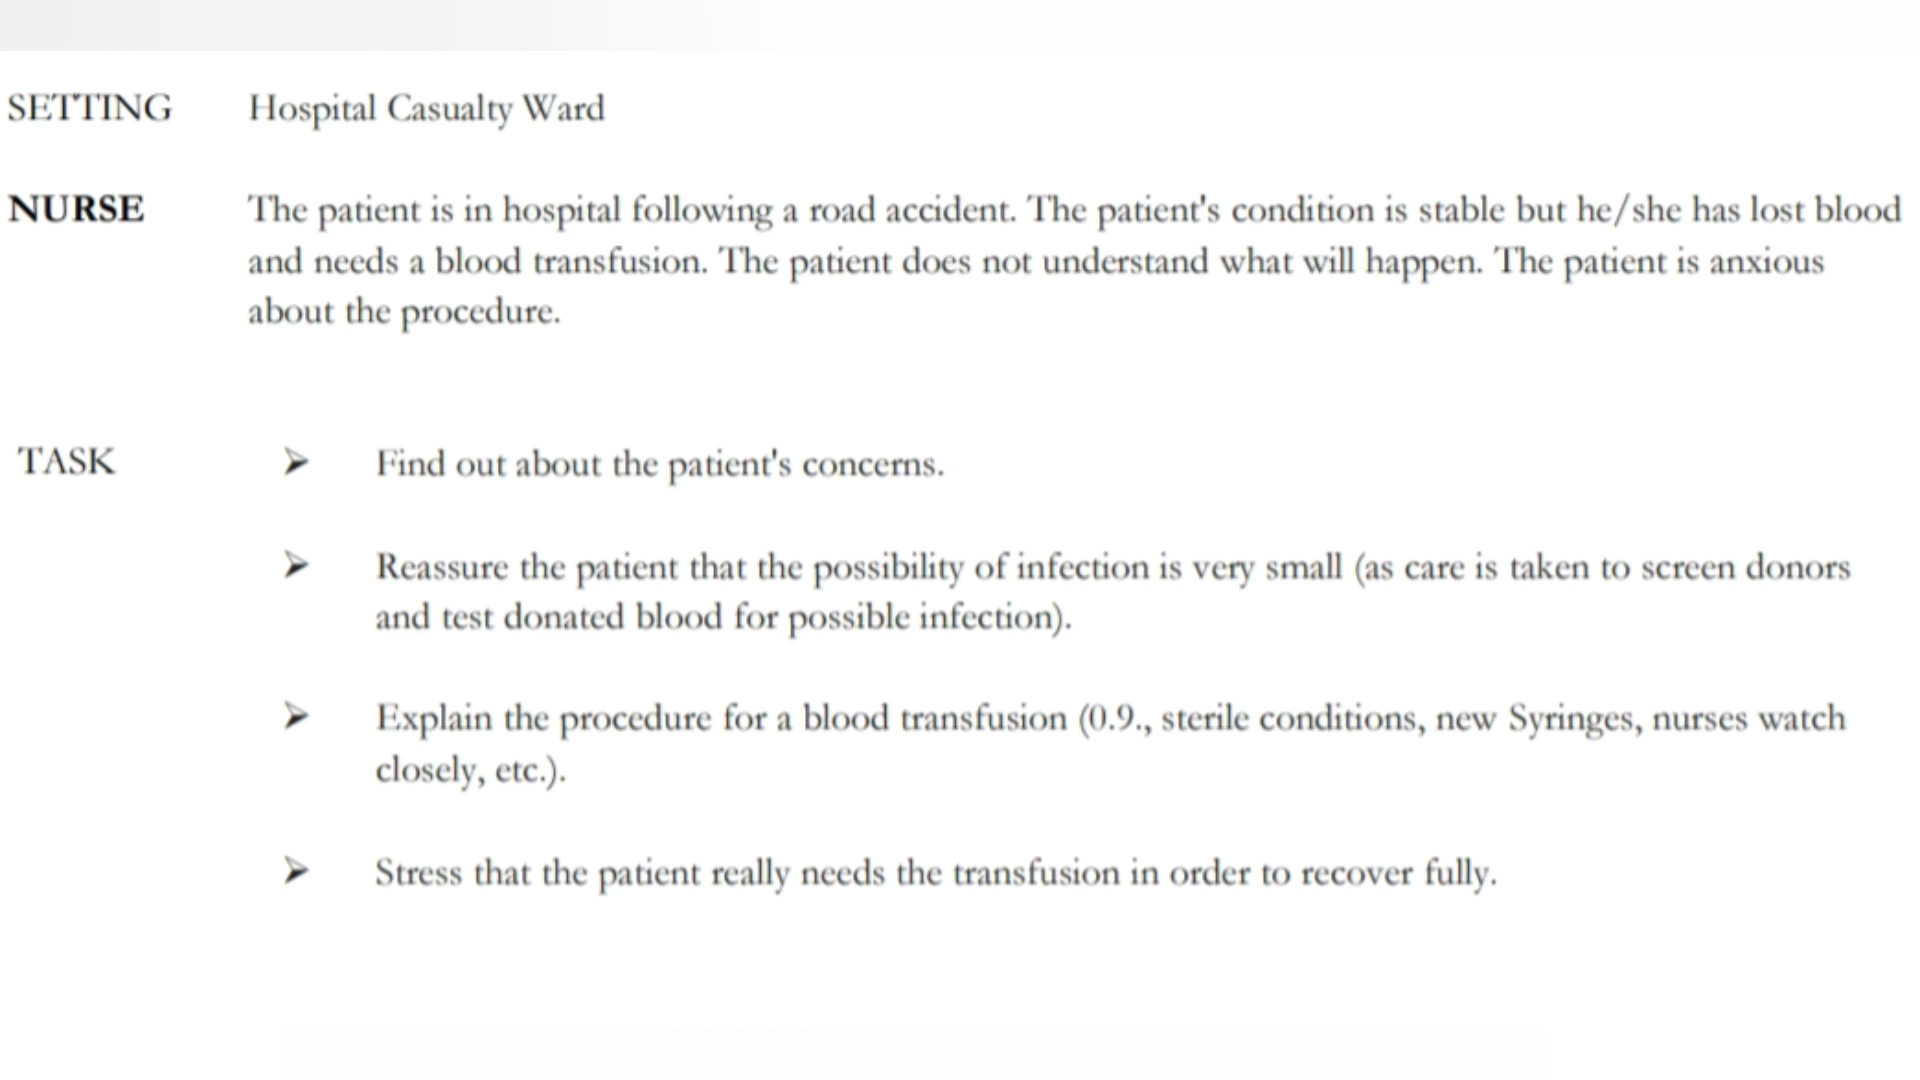 SETTING Hospital Casualty Ward
NURSE The patient is in hospital following a road accident. The patient's condition is stable but he/she has lost blood
and needs a blood transfusion. The patient does not understand what will happen. The patient is anxious
about the procedure.
TASK ➢ Find out about the patient's concerns.
➢ Reassure the patient that the possibility of infection is very small (as care is taken to screen donors
and test donated blood for possible infection).
➢ Explain the procedure for a blood transfusion (0.9., sterile conditions, new Syringes, nurses watch
closely, etc.).
➢ Stress that the patient really needs the transfusion in order to recover fully.